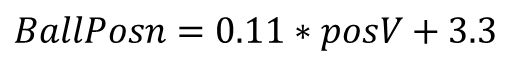 BallPosn = 0.11 * posV + 3.3